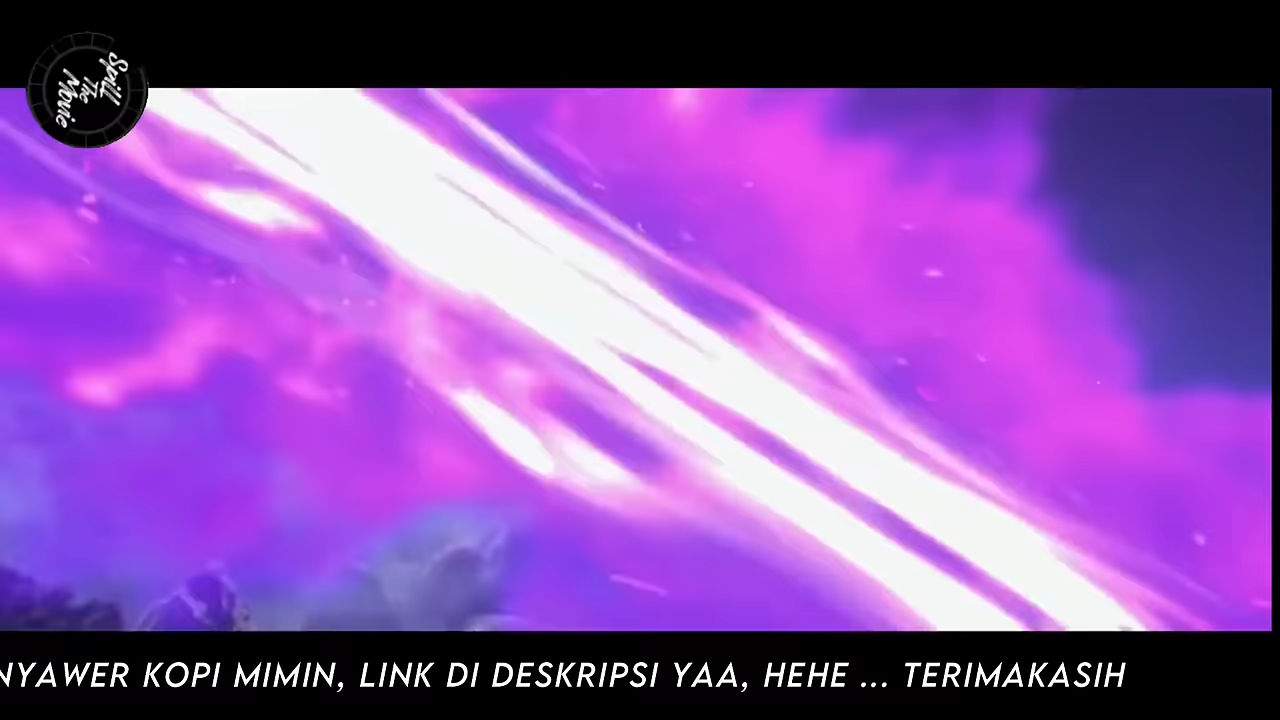 Spill
The
Movie
NYAWER KOPI MIMIN, LINK DI DESKRIPSI YAA, HEHE ... TERIMAKASIH